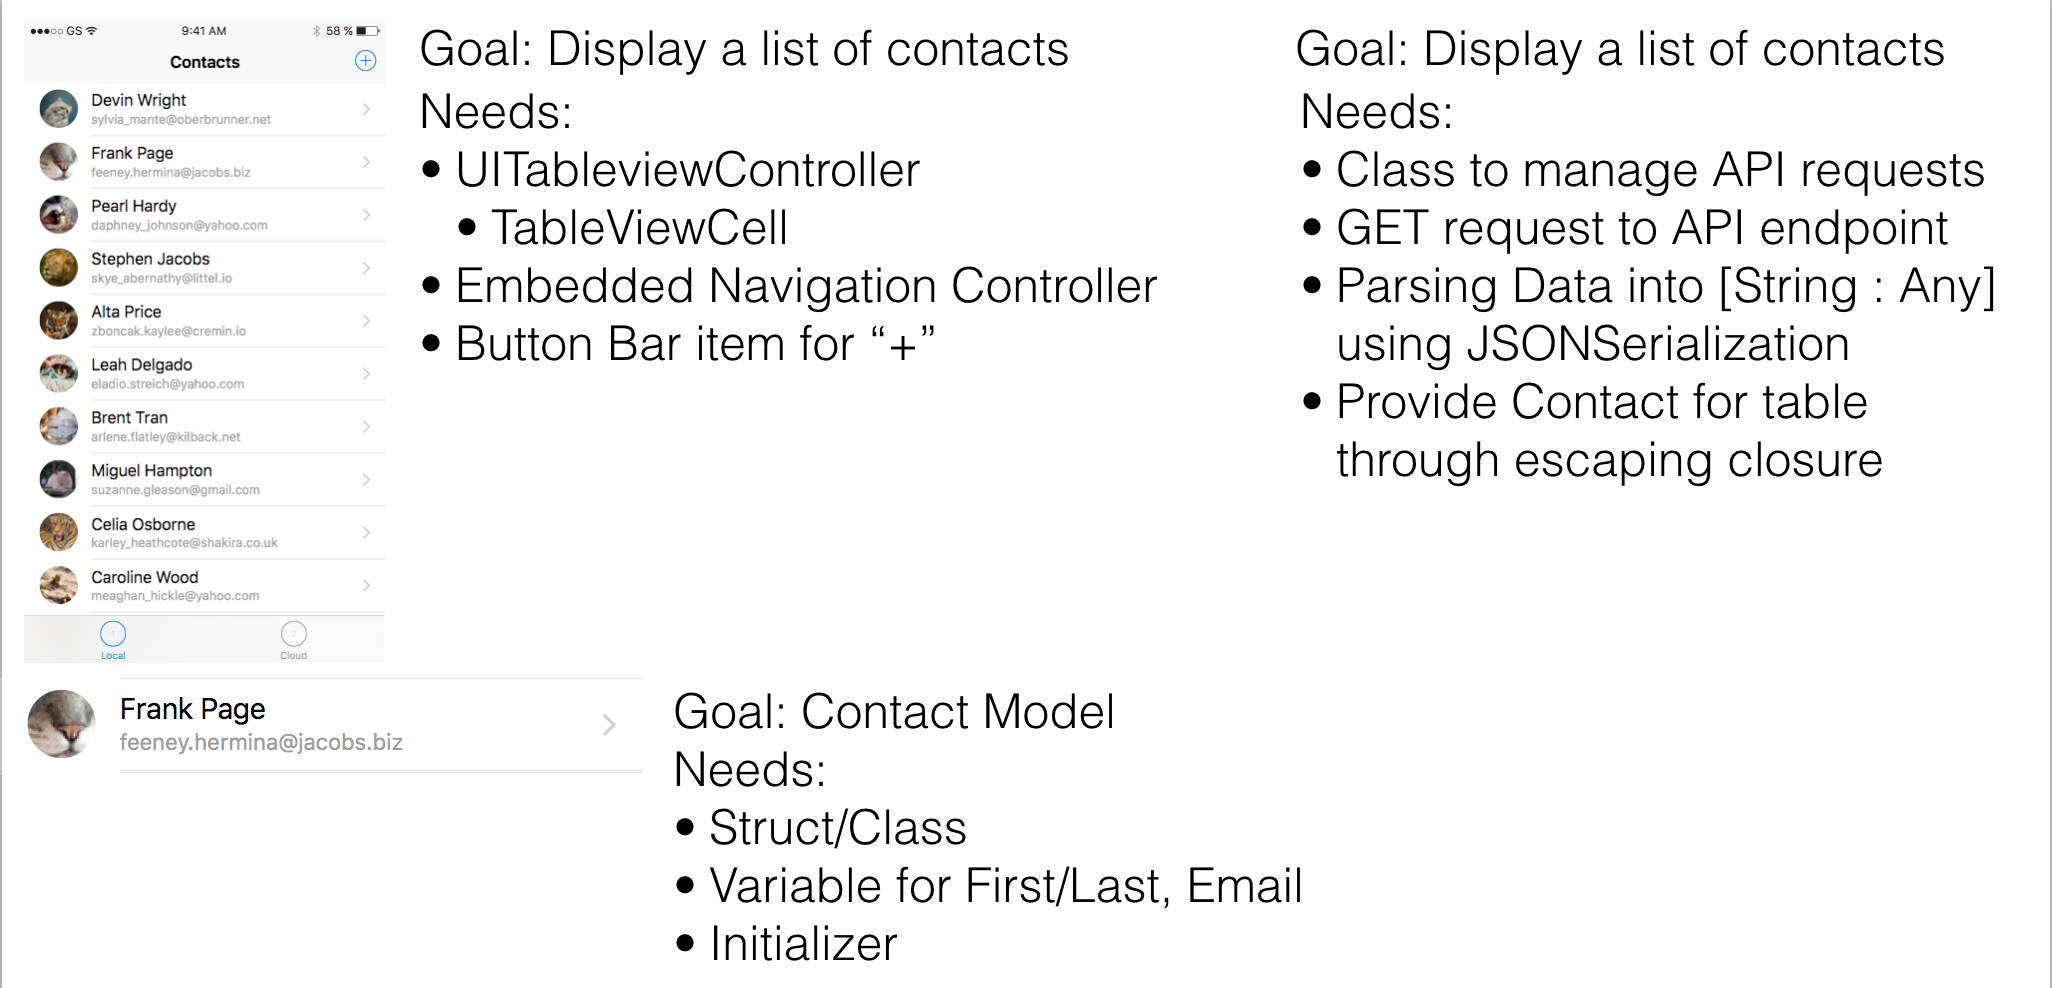 GS 9:41 AM 58 %
Contacts
Devin Wright
sylvia_mante@oberbrunner.net
Frank Page
feeney.hermina@jacobs.biz
Pearl Hardy
daphney_johnson@yahoo.com
Stephen Jacobs
skye_abernathy@littel.io
Alta Price
zboncak.kaylee@cremin.io
Leah Delgado
eladio.streich@yahoo.com
Brent Tran
arlene.flatley@kilback.net
Miguel Hampton
suzanne.gleason@gmail.com
Celia Osborne
karley_heathcote@shakira.co.uk
Caroline Wood
meaghan_hickle@yahoo.com
1 2
Local Cloud
Goal: Display a list of contacts
Needs:
• UITableviewController
• TableViewCell
• Embedded Navigation Controller
• Button Bar item for “+”
Goal: Display a list of contacts
Needs:
• Class to manage API requests
• GET request to API endpoint
• Parsing Data into [String : Any]
using JSONSerialization
• Provide Contact for table
through escaping closure
Frank Page
feeney.hermina@jacobs.biz
Goal: Contact Model
Needs:
• Struct/Class
• Variable for First/Last, Email
• Initializer